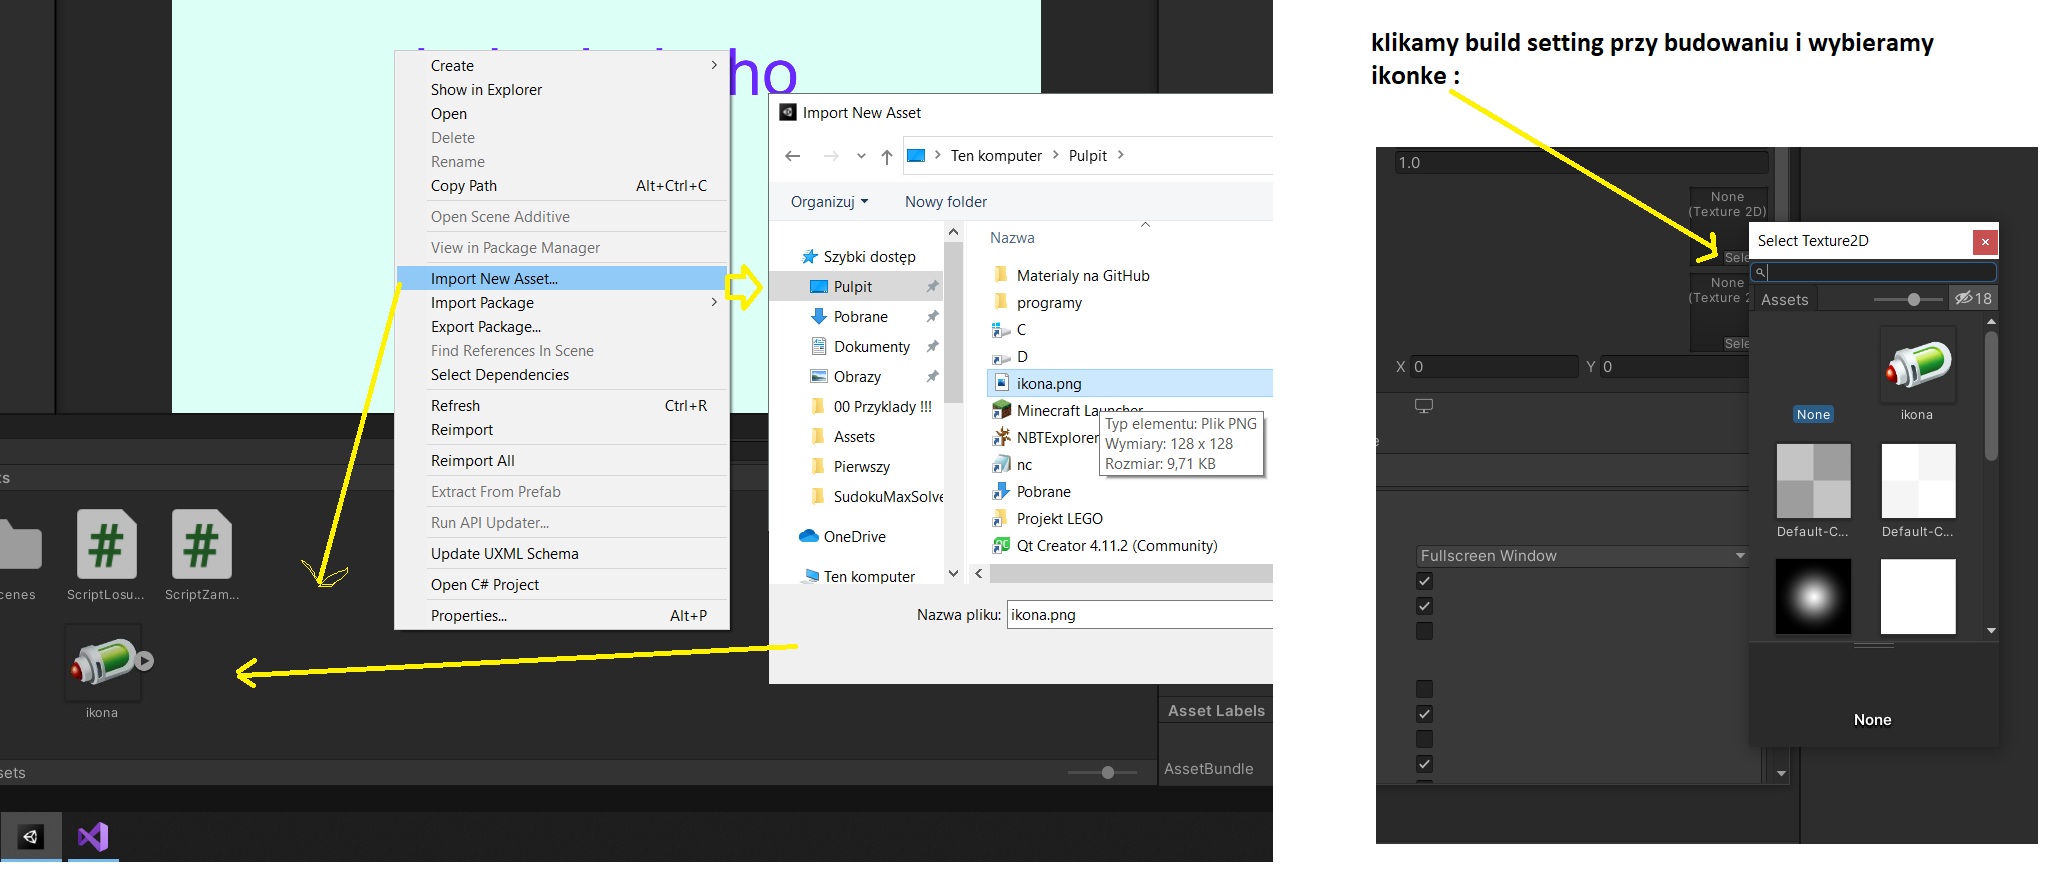 klikamy build setting przy budowaniu i wybieramy
ikonke :
ho
Create
Show in Explorer
Open
Delete
Rename
Copy Path Alt+Ctrl+C
Open Scene Additive
View in Package Manager
Import New Asset...
Import Package
Export Package...
Find References In Scene
Select Dependencies
Refresh Ctrl+R
Reimport
Reimport All
Extract From Prefab
Run API Updater...
Update UXML Schema
Open C# Project
Properties... Alt+P
Import New Asset
Ten komputer
Pulpit
Organizuj
Nowy folder
Szybki dostęp
Pulpit
Pobrane
Dokumenty
Obrazy
00 Przyklady !!!
Assets
Pierwszy
SudokuMaxSolve
OneDrive
Ten komputer
Nazwa
Materialy na GitHub
programy
C
D
ikona.png
Minecraft Launcher
NBTExplorer
nc
Pobrane
Projekt LEGO
Qt Creator 4.11.2 (Community)
Typ elementu: Plik PNG
Wymiary: 128 x 128
Rozmiar: 9,71 KB
Nazwa pliku: ikona.png
ts
cenes
ScriptLosu...
ScriptZam...
ikona
sets
Asset Labels
AssetBundle
1.0
None
(Texture 2D)
Sele
None
(Texture 2
Sele
X 0 Y 0
e
Fullscreen Window
Select Texture2D
Assets
18
None
ikona
Default-C...
Default-C...
None